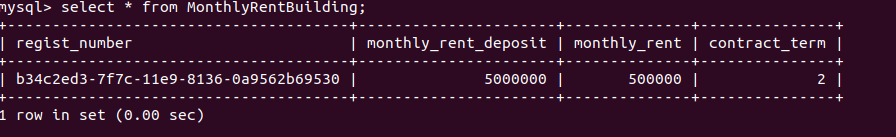 mysql> select * from MonthlyRentBuilding;
+--------------------------------------+----------------------+--------------+---------------+
| regist_number                        | monthly_rent_deposit | monthly_rent | contract_term |
+--------------------------------------+----------------------+--------------+---------------+
| b34c2ed3-7f7c-11e9-8136-0a9562b69530 |              5000000 |       500000 |             2 |
+--------------------------------------+----------------------+--------------+---------------+
1 row in set (0.00 sec)